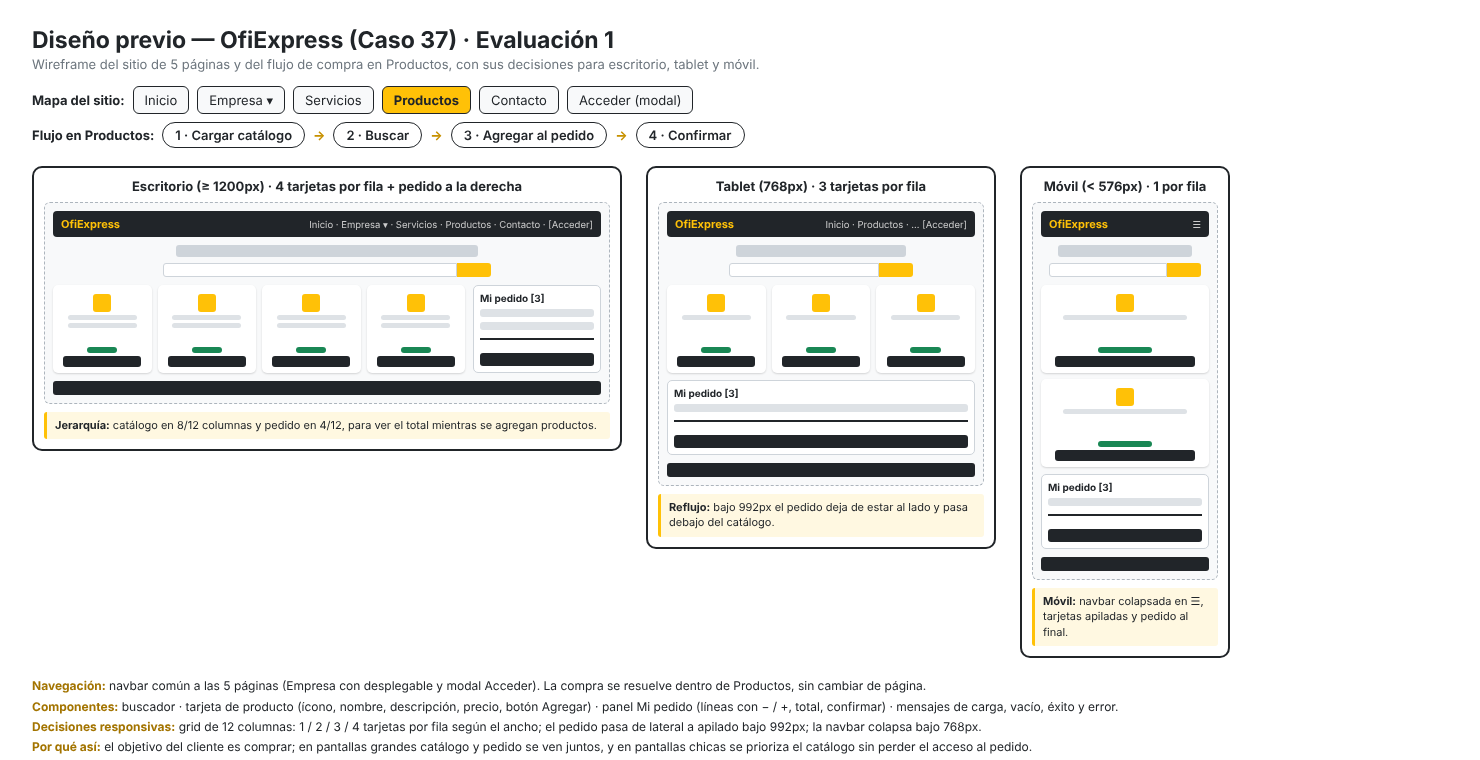 Diseño previo — OfiExpress (Caso 37) · Evaluación 1
Wireframe del sitio de 5 páginas y del flujo de compra en Productos, con sus decisiones para escritorio, tablet y móvil.
Mapa del sitio: Inicio Empresa ▾ Servicios Productos Contacto Acceder (modal)
Flujo en Productos: 1 · Cargar catálogo → 2 · Buscar → 3 · Agregar al pedido → 4 · Confirmar
Escritorio (≥ 1200px) · 4 tarjetas por fila + pedido a la derecha
OfiExpress Inicio · Empresa ▾ · Servicios · Productos · Contacto · [Acceder]
Mi pedido [3]
Jerarquía: catálogo en 8/12 columnas y pedido en 4/12, para ver el total mientras se agregan productos.
Tablet (768px) · 3 tarjetas por fila
OfiExpress Inicio · Productos · ... [Acceder]
Mi pedido [3]
Reflujo: bajo 992px el pedido deja de estar al lado y pasa
debajo del catálogo.
Móvil (< 576px) · 1 por fila
OfiExpress ☰
Mi pedido [3]
Móvil: navbar colapsada en ☰,
tarjetas apiladas y pedido al
final.
Navegación: navbar común a las 5 páginas (Empresa con desplegable y modal Acceder). La compra se resuelve dentro de Productos, sin cambiar de página.
Componentes: buscador · tarjeta de producto (ícono, nombre, descripción, precio, botón Agregar) · panel Mi pedido (líneas con − / +, total, confirmar) · mensajes de carga, vacío, éxito y error.
Decisiones responsivas: grid de 12 columnas: 1 / 2 / 3 / 4 tarjetas por fila según el ancho; el pedido pasa de lateral a apilado bajo 992px; la navbar colapsa bajo 768px.
Por qué así: el objetivo del cliente es comprar; en pantallas grandes catálogo y pedido se ven juntos, y en pantallas chicas se prioriza el catálogo sin perder el acceso al pedido.